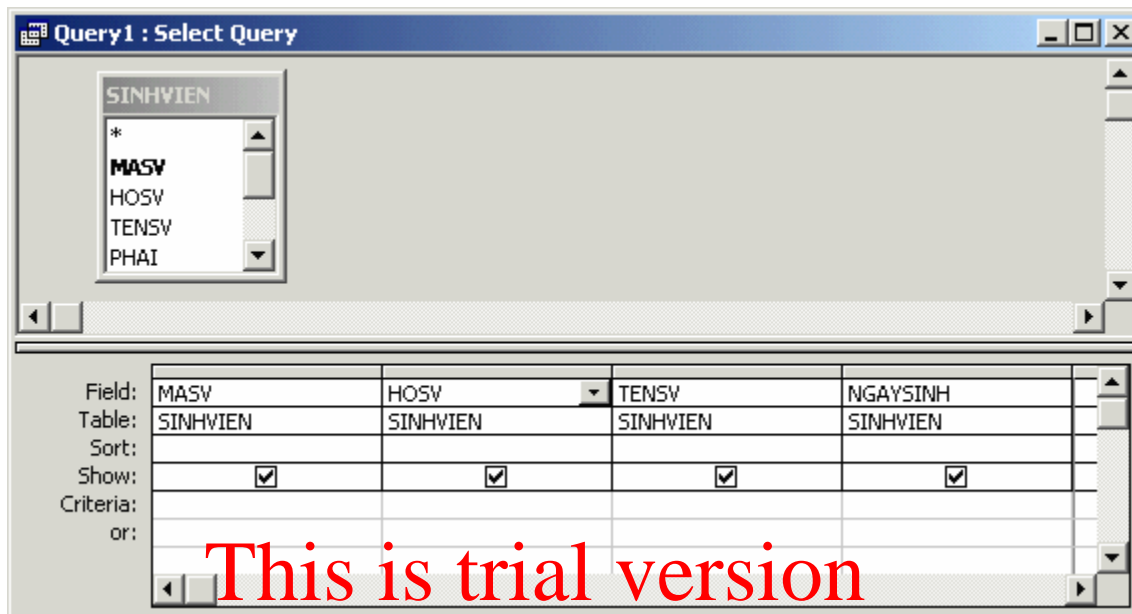 Query1 : Select Query
SINHVIEN
*
MASV
HOSV
TENSV
PHAI
Field: MASV HOSV TENSV NGAYSINH
Table: SINHVIEN SINHVIEN SINHVIEN SINHVIEN
Sort:
Show:
Criteria:
or:
This is trial version